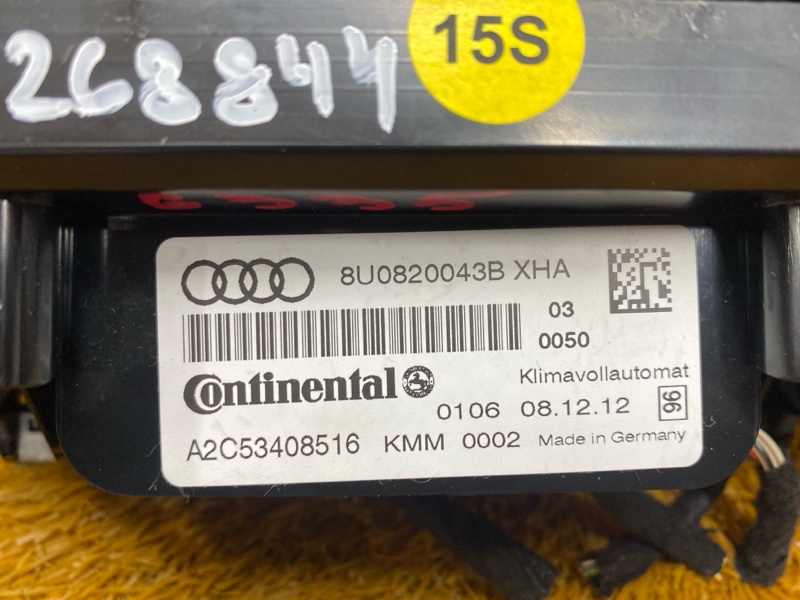 268844
15S
8U0820043B XHA
03
0050
Continental
Klimavollautomat
0106 08.12.12 96
A2C53408516 KMM 0002 Made in Germany